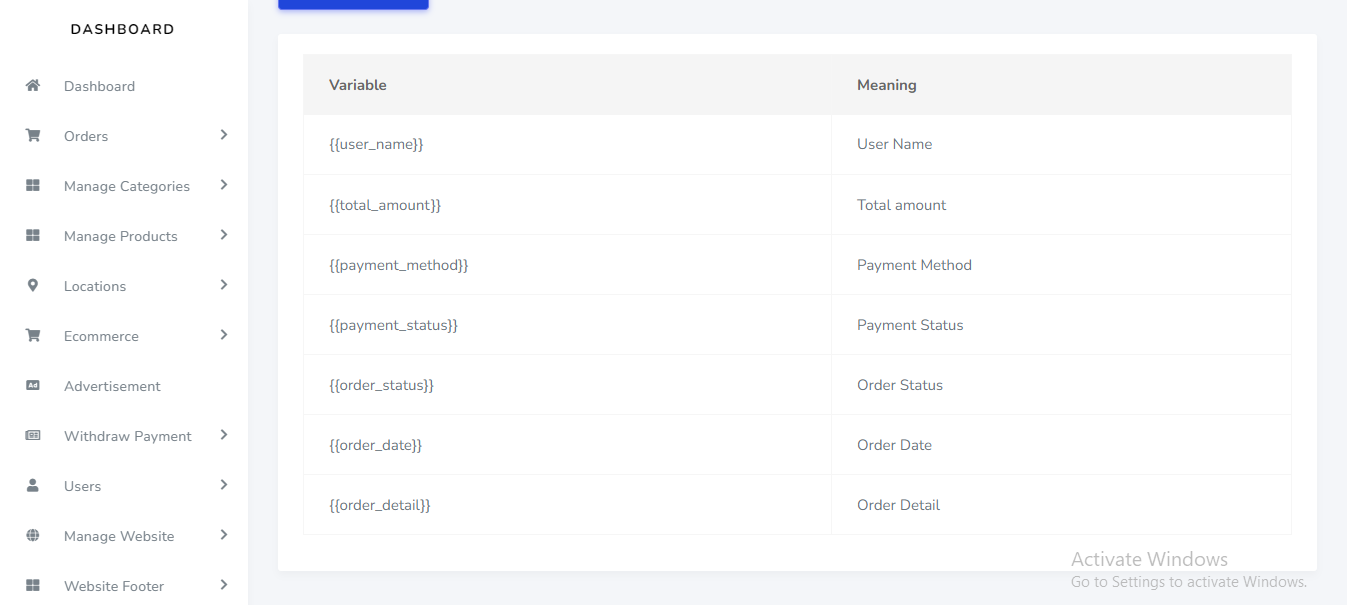 DASHBOARD
Dashboard
Orders
Manage Categories
Manage Products
Locations
Ecommerce
Ad
Advertisement
Withdraw Payment
Users
Manage Website
Website Footer
Variable Meaning
{{user_name}} User Name
{{total_amount}} Total amount
{{payment_method}} Payment Method
{{payment_status}} Payment Status
{{order_status}} Order Status
{{order_date}} Order Date
{{order_detail}} Order Detail
Activate Windows
Go to Settings to activate Windows.